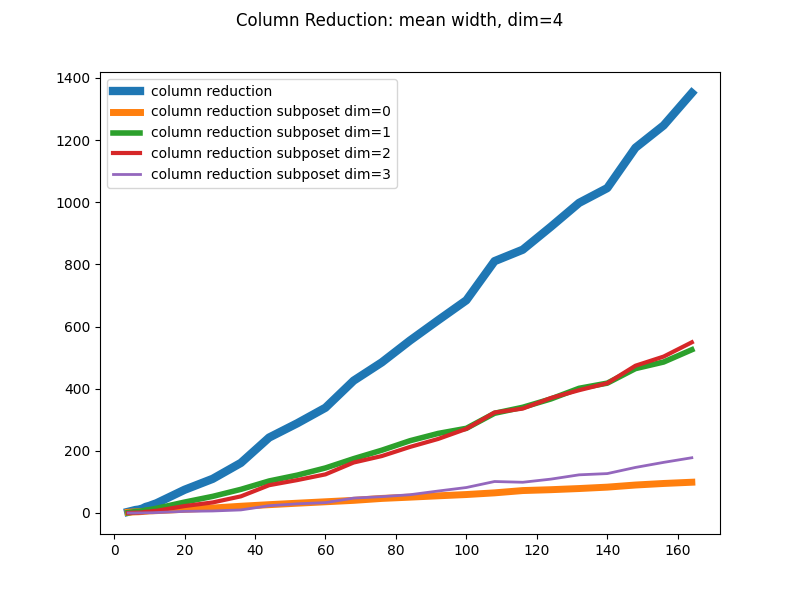 Column Reduction: mean width, dim=4
1400
1200
1000
800
600
400
200
0
column reduction
column reduction subposet dim=0
column reduction subposet dim=1
column reduction subposet dim=2
column reduction subposet dim=3
0 20 40 60 80 100 120 140 160